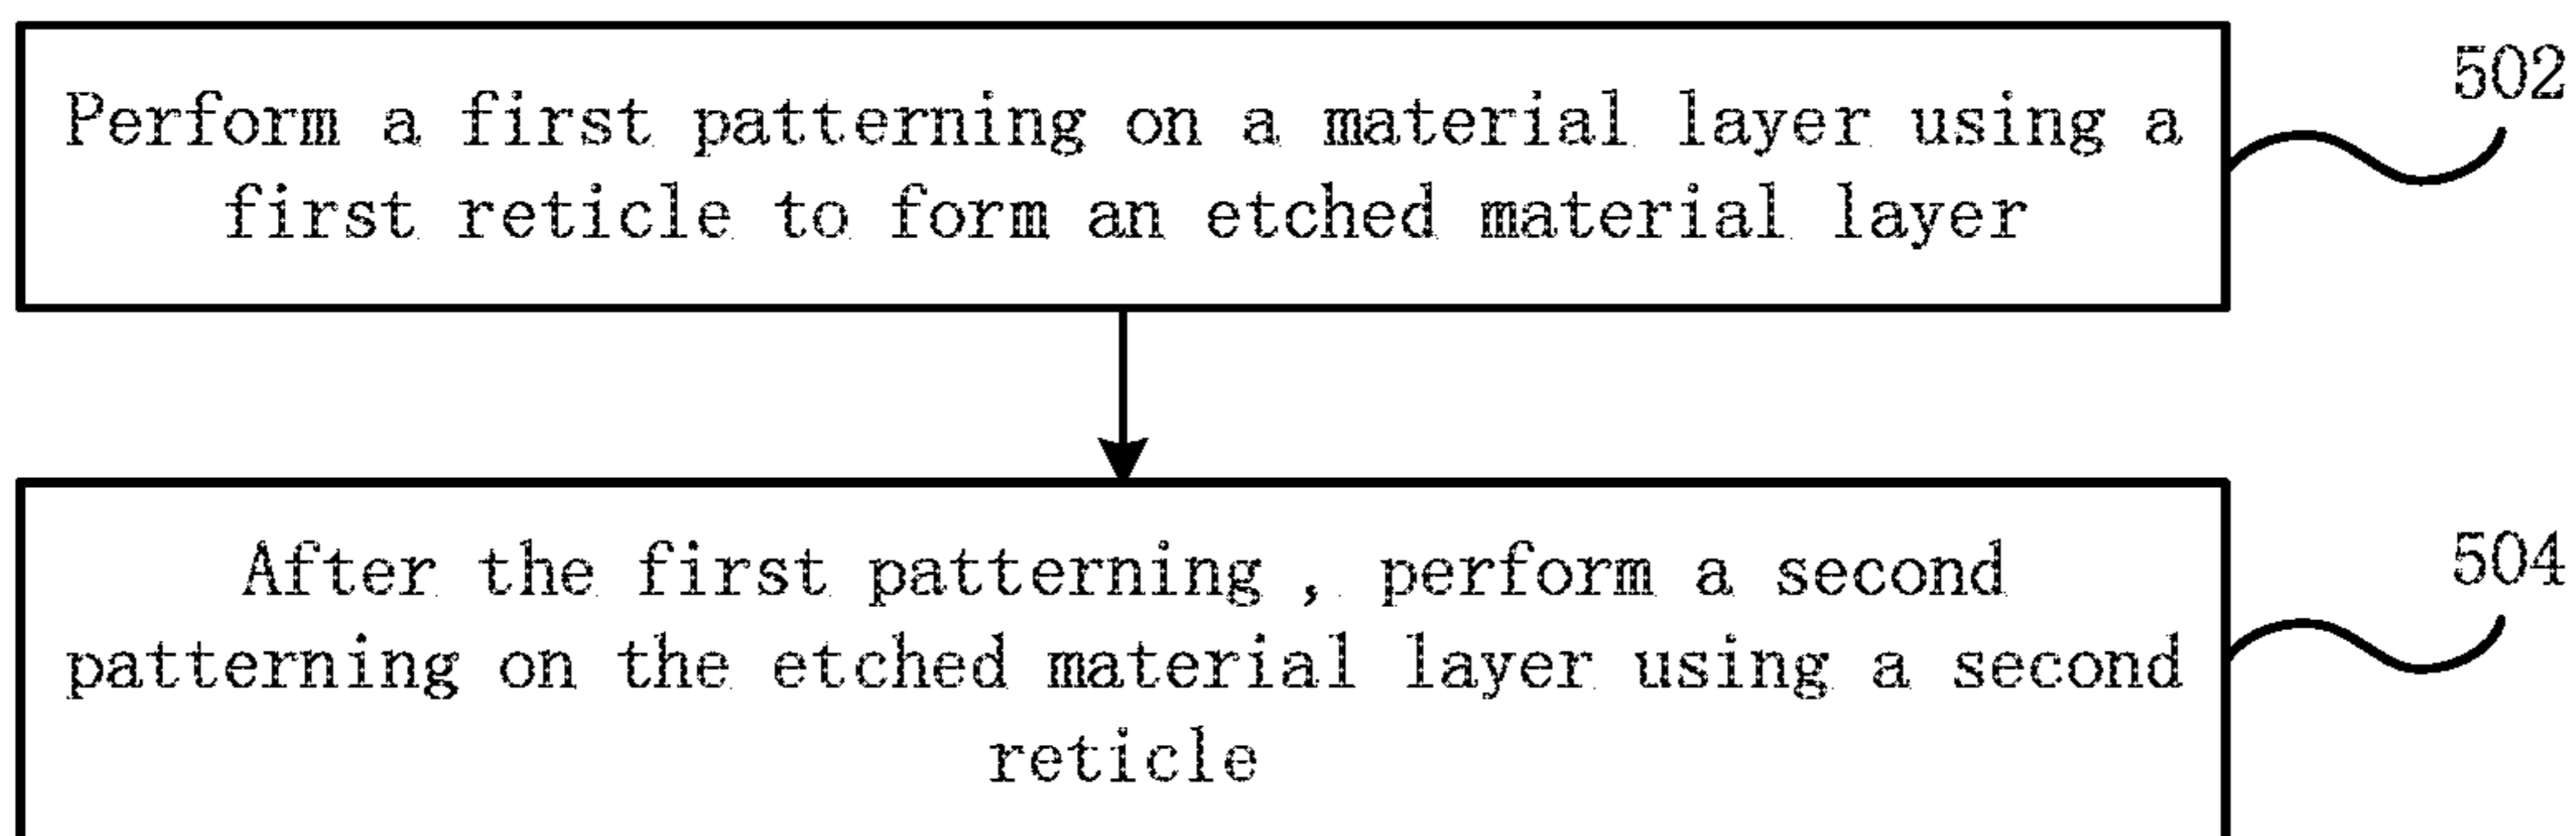 502
Perform a first patterning on a material layer using a
first reticle to form an etched material layer
504
After the first patterning , perform a second
patterning on the etched material layer using a second
reticle